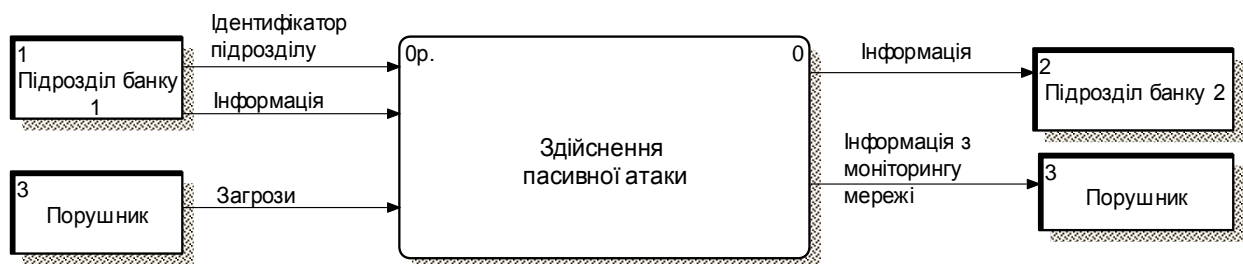 1
Підрозділ банку
1
Ідентифікатор
підрозділу
Інформація
3
Порушник
Загрози
0р.
0
Здійснення
пасивної атаки
Інформація
2
Підрозділ банку 2
Інформація з
моніторингу
мережі
3
Порушник